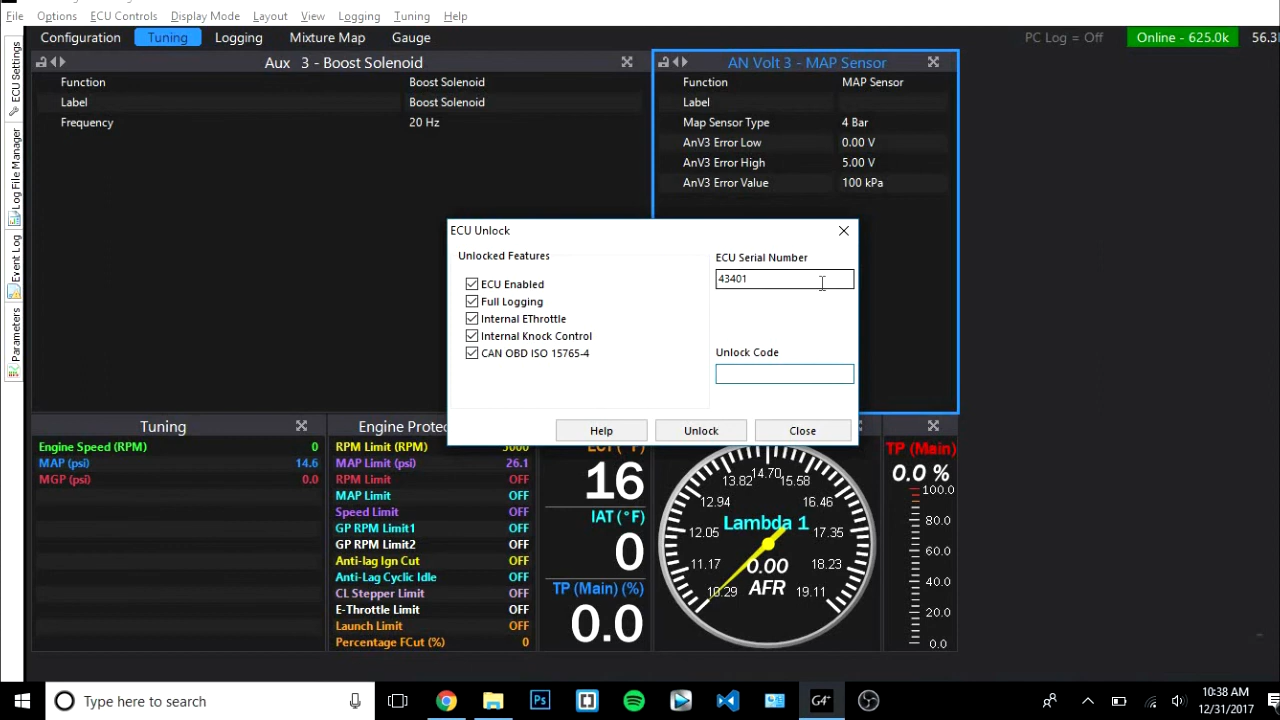 File Options ECU Controls Display Mode Layout View Logging Tuning Help
Configuration Tuning Logging Mixture Map Gauge PC Log = Off Online - 625.0k 56.3
ECU Settings
Log File Manager
Event Log
Parameters
Aux 3 - Boost Solenoid
Function Boost Solenoid
Label Boost Solenoid
Frequency 20 Hz
AN Volt 3 - MAP Sensor
Function MAP Sensor
Label
Map Sensor Type 4 Bar
AnV3 Error Low 0.00 V
AnV3 Error High 5.00 V
AnV3 Error Value 100 kPa
ECU Unlock
Unlocked Features
ECU Enabled
Full Logging
Internal EThrottle
Internal Knock Control
CAN OBD ISO 15765-4
ECU Serial Number
43401
Unlock Code
Help Unlock Close
Tuning
Engine Speed (RPM) 0
MAP (psi) 14.6
MGP (psi) 0.0
Engine Protec
RPM Limit (RPM)
MAP Limit (psi) 26.1
RPM Limit OFF
MAP Limit OFF
Speed Limit OFF
GP RPM Limit1 OFF
GP RPM Limit2 OFF
Anti-lag Ign Cut OFF
Anti-Lag Cyclic Idle OFF
CL Stepper Limit OFF
E-Throttle Limit OFF
Launch Limit OFF
Percentage FCut (%) 0
ECT (°F)
16
IAT (°F)
0
TP (Main) (%)
0.0
10.29
11.17
12.05
12.94
13.82
14.70
15.58
16.46
17.35
18.23
19.11
Lambda 1
0.00
AFR
TP (Main)
0.0 %
100.0
80.0
60.0
40.0
20.0
0.0
Type here to search
Ps
G4+
10:38 AM
12/31/2017